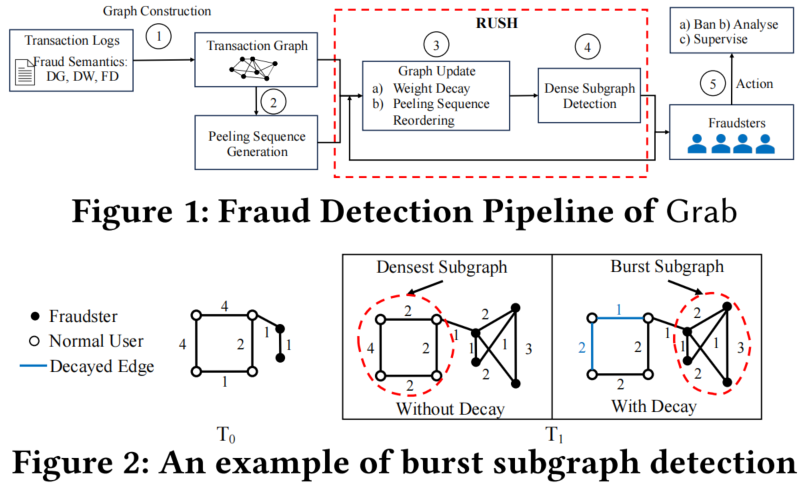 Graph Construction
Transaction Logs
Fraud Semantics:
DG, DW, FD
1
Transaction Graph
2
Peeling Sequence
Generation
RUSH
3
Graph Update
a) Weight Decay
b) Peeling Sequence
Reordering
4
Dense Subgraph
Detection
a) Ban b) Analyse
c) Supervise
5
Action
Fraudsters
Figure 1: Fraud Detection Pipeline of Grab
Fraudster
Normal User
Decayed Edge
4
4
2
1
1
1
T0
Densest Subgraph
2
4
2
2
1
2
1
1
3
2
Without Decay
Burst Subgraph
1
2
2
2
1
2
1
1
3
2
With Decay
T1
Figure 2: An example of burst subgraph detection